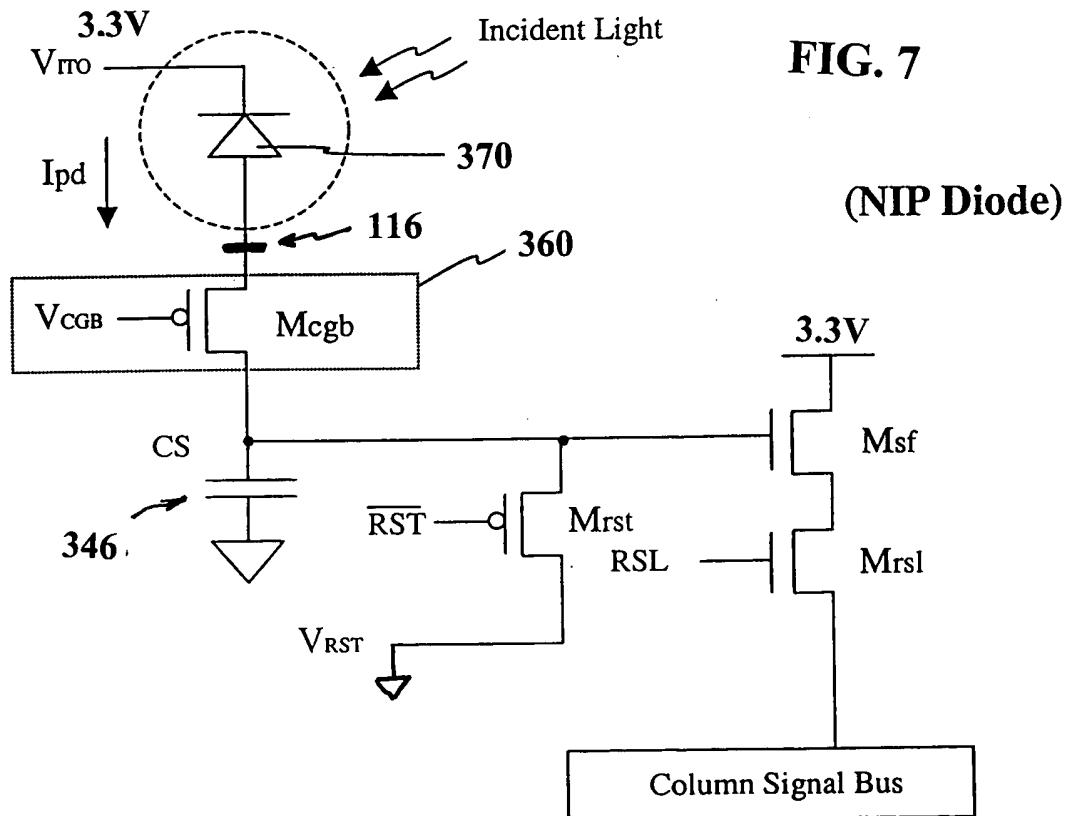 3.3V
Incident Light
FIG. 7
VITO
370
Ipd
(NIP Diode)
116
360
VCGB
Mcgb
3.3V
CS
Msf
RST
Mrst
346
RSL
Mrsl
VRST
Column Signal Bus